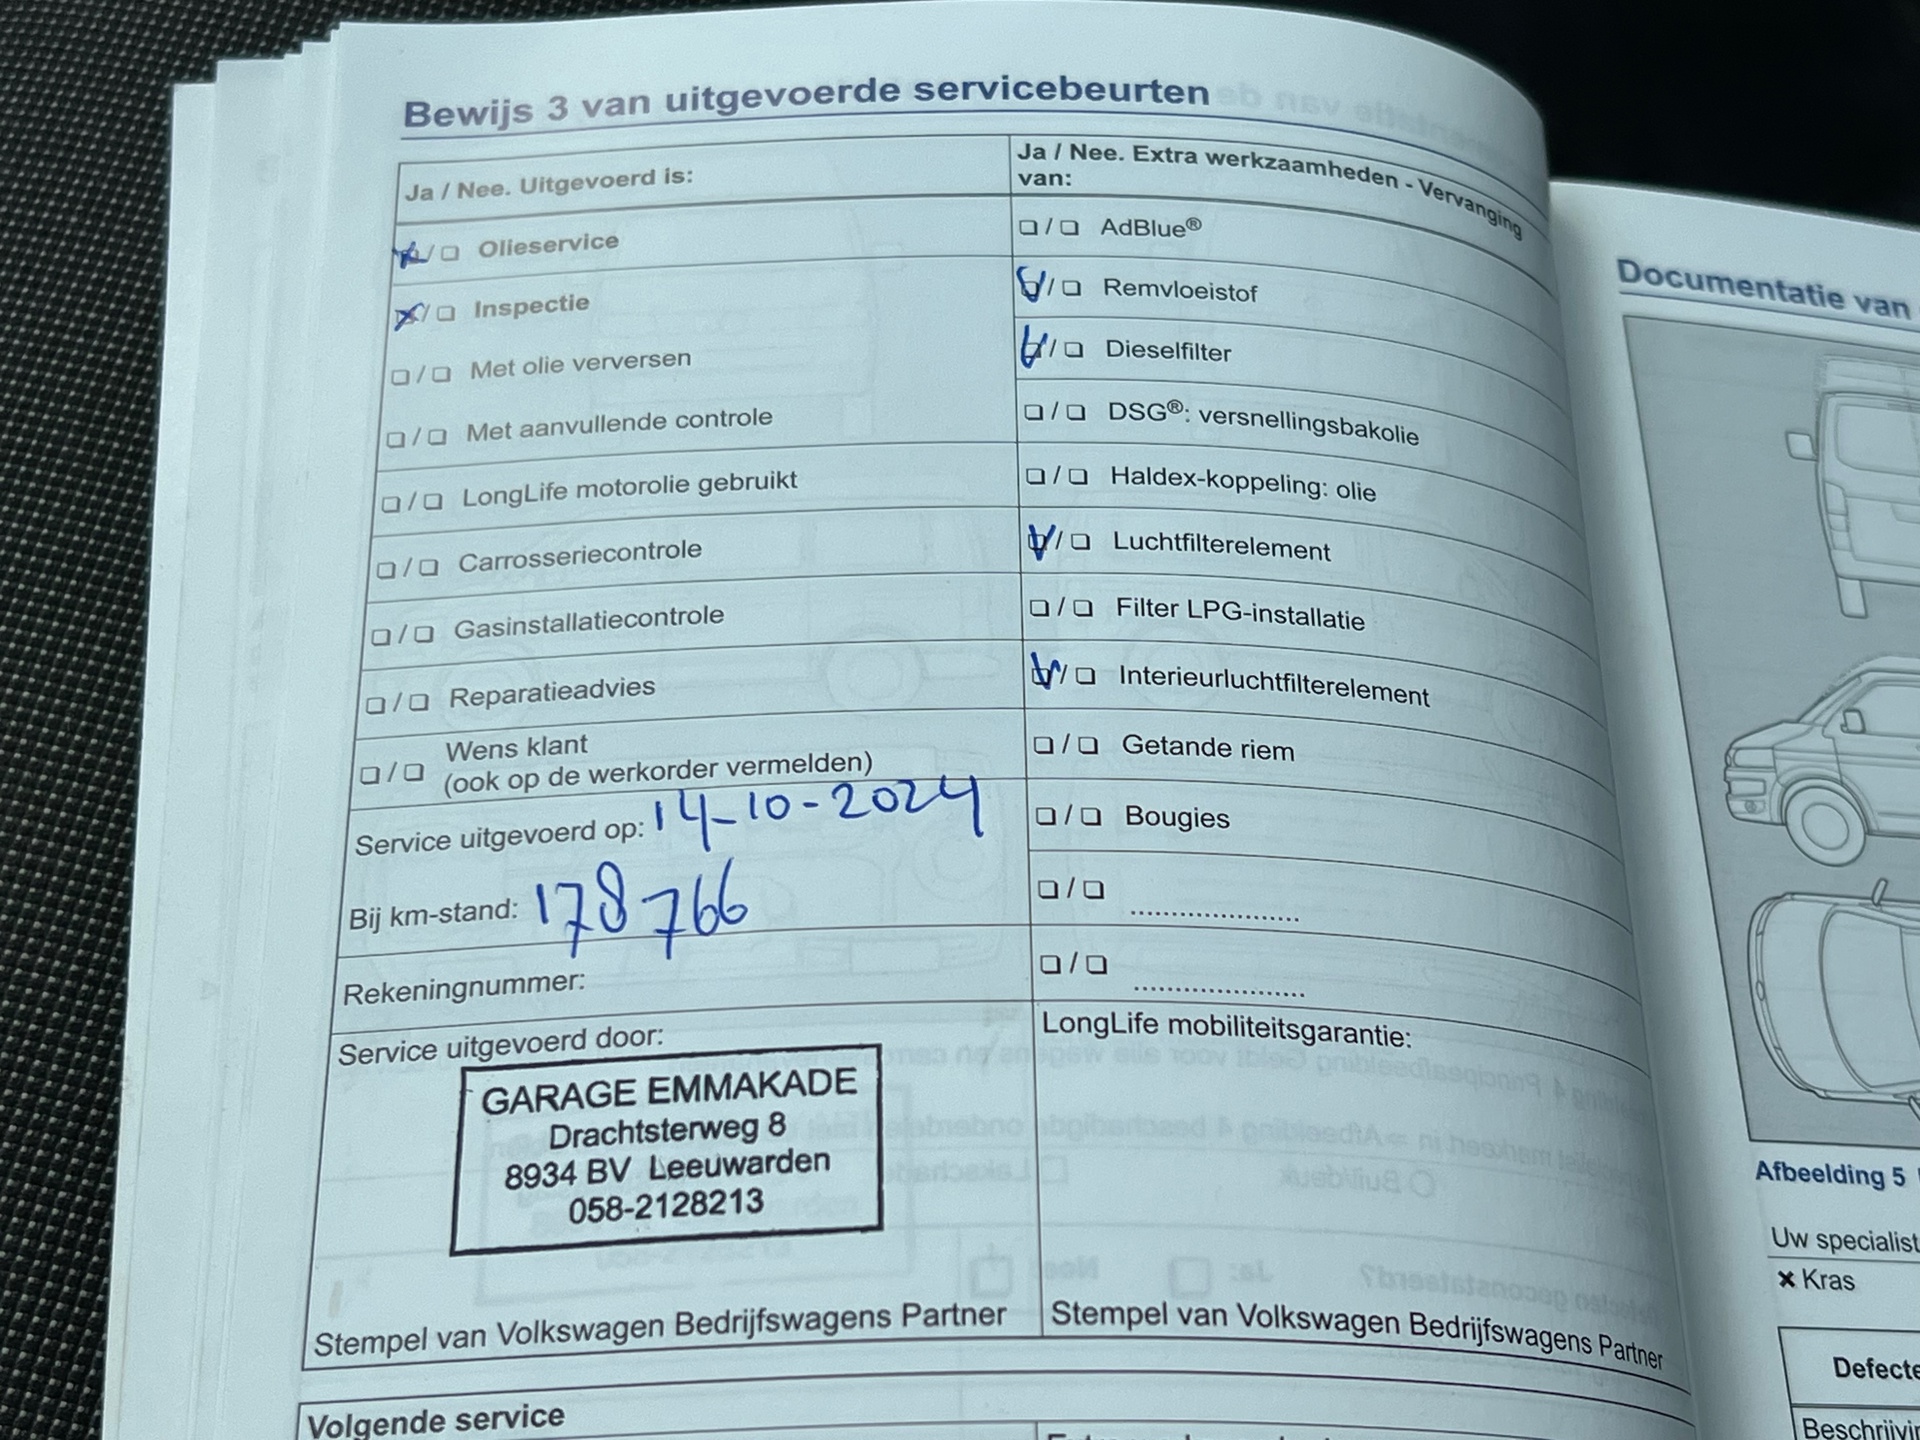 Bewijs 3 van uitgevoerde servicebeurten
Ja / Nee. Uitgevoerd is:
☒ / ☐ Olieservice
☒ / ☐ Inspectie
☐ / ☐ Met olie verversen
☐ / ☐ Met aanvullende controle
☐ / ☐ LongLife motorolie gebruikt
☐ / ☐ Carrosseriecontrole
☐ / ☐ Gasinstallatiecontrole
☐ / ☐ Reparatieadvies
☐ / ☐ Wens klant
(ook op de werkorder vermelden)
Service uitgevoerd op: 14-10-2024
Bij km-stand: 178 766
Rekeningnummer:
Service uitgevoerd door:
GARAGE EMMAKADE
Drachtsterweg 8
8934 BV Leeuwarden
058-2128213
Stempel van Volkswagen Bedrijfswagens Partner
Ja / Nee. Extra werkzaamheden - Vervanging
van:
☐ / ☐ AdBlue®
☑ / ☐ Remvloeistof
☑ / ☐ Dieselfilter
☐ / ☐ DSG®: versnellingsbakolie
☐ / ☐ Haldex-koppeling: olie
☑ / ☐ Luchtfilterelement
☐ / ☐ Filter LPG-installatie
☑ / ☐ Interieurluchtfilterelement
☐ / ☐ Getande riem
☐ / ☐ Bougies
☐ / ☐ .....................
☐ / ☐ .....................
LongLife mobiliteitsgarantie:
Stempel van Volkswagen Bedrijfswagens Partner
Volgende service
Documentatie van
Afbeelding 5
Uw specialist
× Kras
Defecte